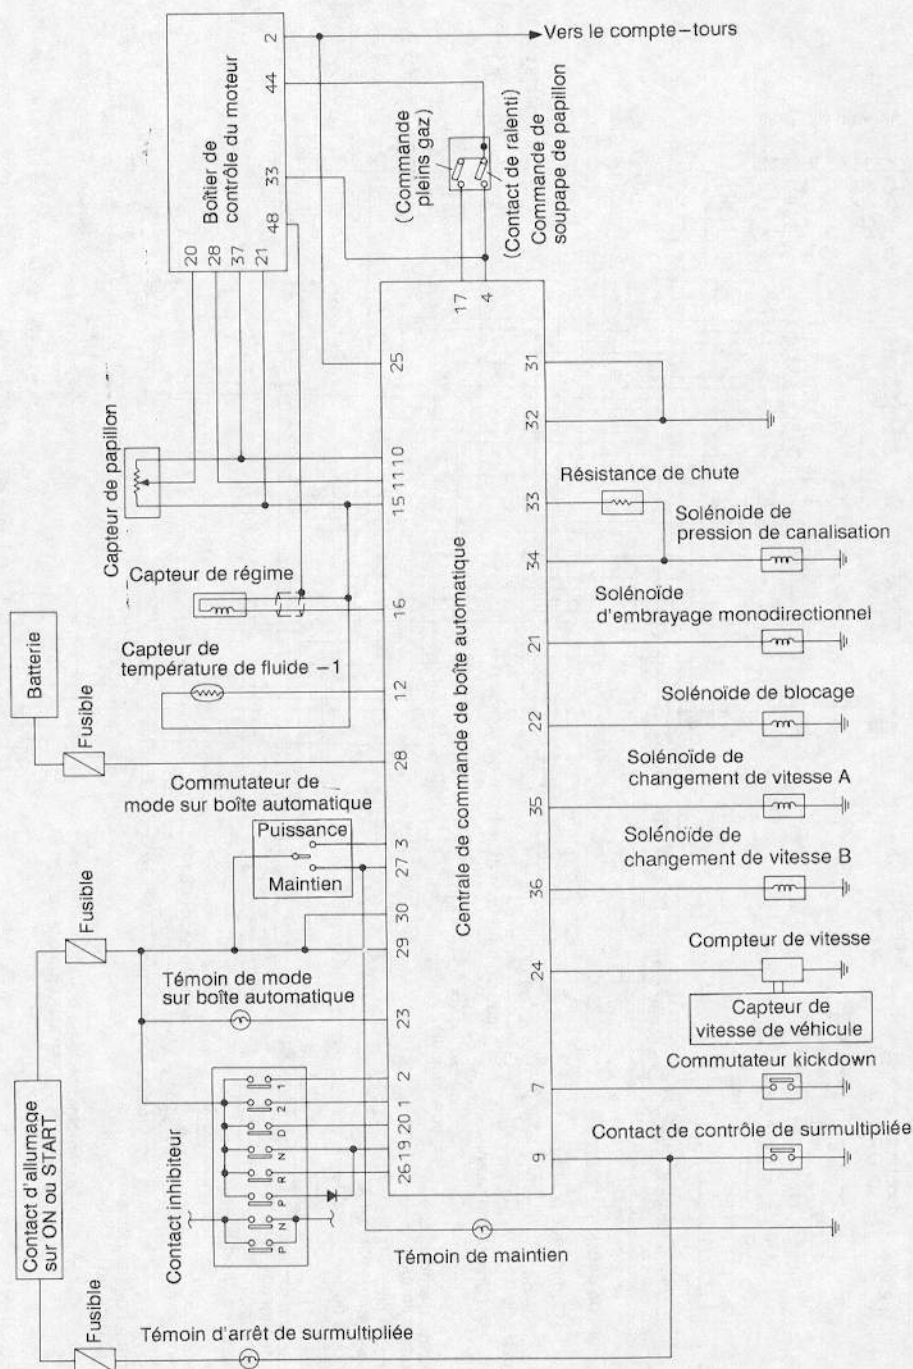 2
44
33
48
Boîtier de
contrôle du moteur
20
28
37
21
Vers le compte-tours
(Commande
pleins gaz)
(Contact de ralenti)
Commande de
soupape de papillon
17
4
25
10
11
15
16
12
28
3
27
30
29
23
2
1
20
19
26
31
32
33
34
21
22
35
36
24
7
9
Centrale de commande de boîte automatique
Capteur de papillon
Capteur de régime
Capteur de
température de fluide -1
Batterie
Fusible
Commutateur de
mode sur boîte automatique
Puissance
Maintien
Fusible
Témoin de mode
sur boîte automatique
Contact d'allumage
sur ON ou START
Contact inhibiteur
1
2
D
N
R
P
N
P
Fusible
Témoin d'arrêt de surmultipliée
Témoin de maintien
Résistance de chute
Solénoide de
pression de canalisation
Solénoïde
d'embrayage monodirectionnel
Solénoïde de blocage
Solénoïde de
changement de vitesse A
Solénoïde de
changement de vitesse B
Compteur de vitesse
Capteur de
vitesse de véhicule
Commutateur kickdown
Contact de contrôle de surmultipliée